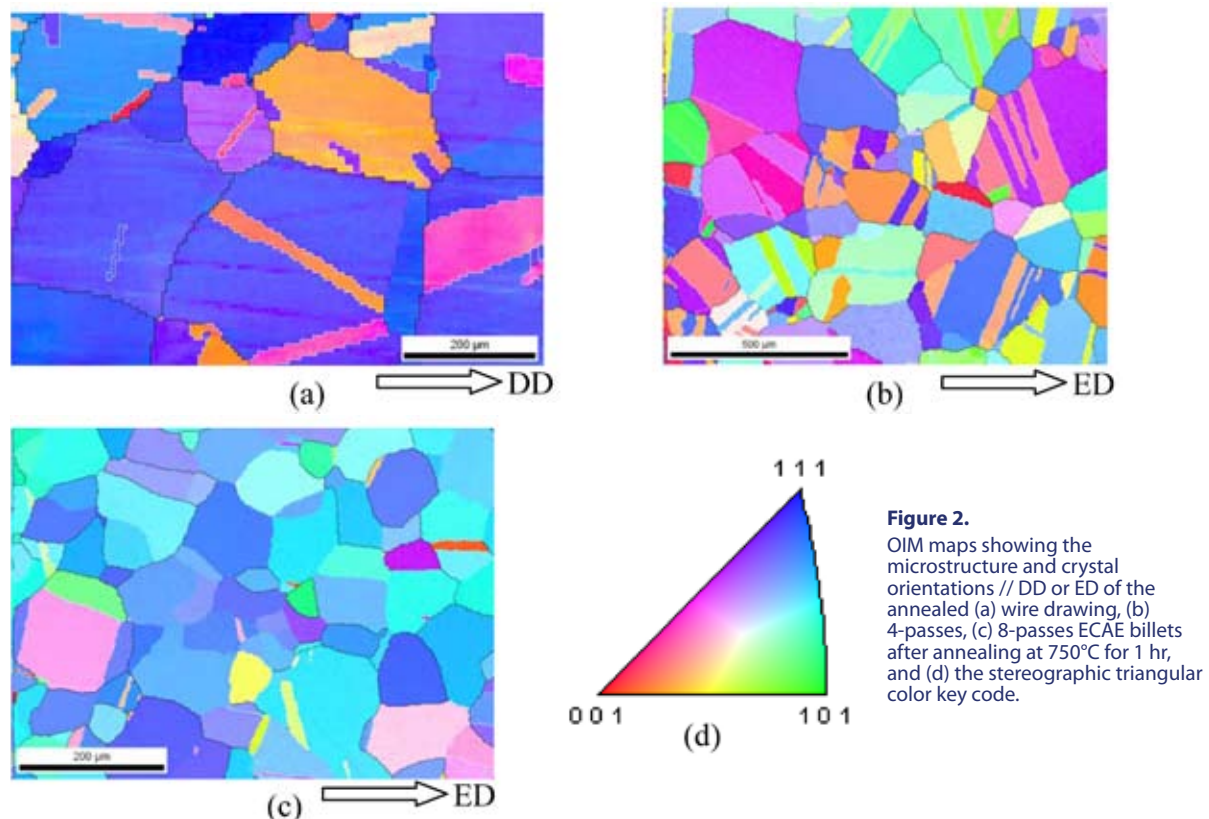 200 µm
(a)
DD
500 µm
(b)
ED
200 µm
(c)
ED
1 1 1
0 0 1
1 0 1
(d)
Figure 2.
OIM maps showing the
microstructure and crystal
orientations // DD or ED of the
annealed (a) wire drawing, (b)
4-passes, (c) 8-passes ECAE billets
after annealing at 750°C for 1 hr,
and (d) the stereographic triangular
color key code.